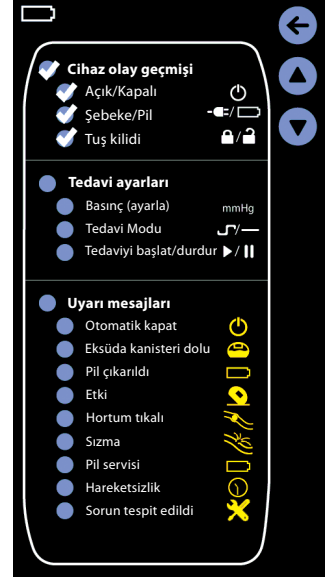 Cihaz olay geçmişi
Açık/Kapalı
Şebeke/Pil
Tuş kilidi
Tedavi ayarları
Basınç (ayarla) mmHg
Tedavi Modu
Tedaviyi başlat/durdur
Uyarı mesajları
Otomatik kapat
Eksüda kanisteri dolu
Pil çıkarıldı
Etki
Hortum tıkalı
Sızma
Pil servisi
Hareketsizlik
Sorun tespit edildi